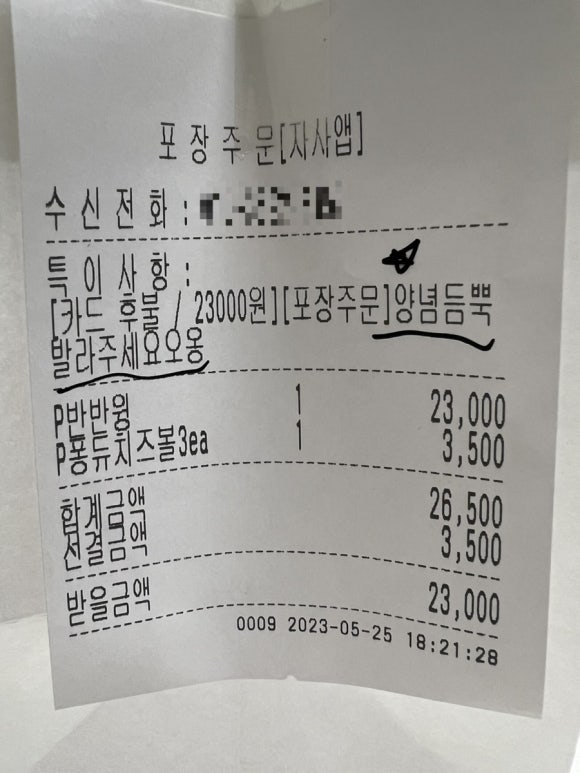 포장주문[자사앱]
수신전화 :
특이사항 :
[카드 후불 / 23000원][포장주문]양념듬뿍
발라주세요오옹
P반반윙 1 23,000
P퐁듀치즈볼3ea 1 3,500
합계금액 26,500
선결금액 3,500
받을금액 23,000
0009 2023-05-25 18:21:28